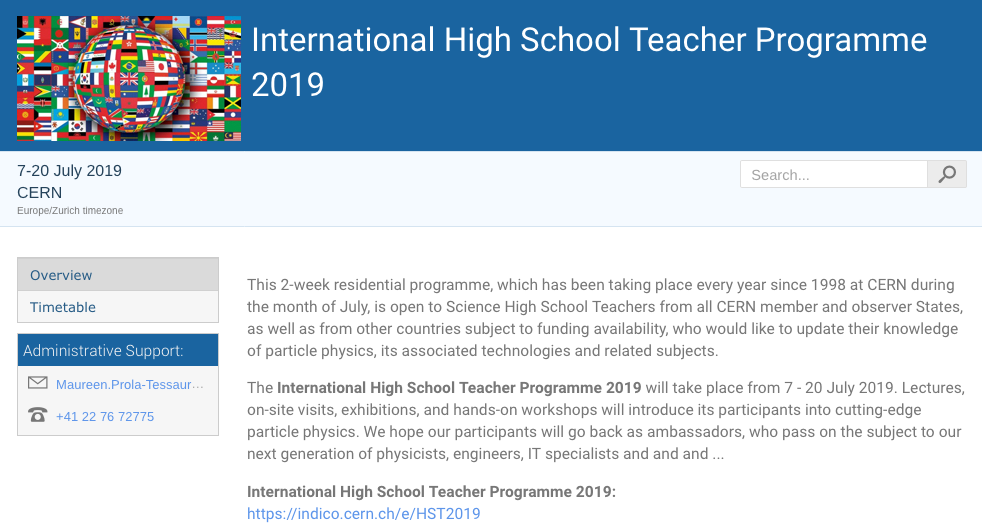 International High School Teacher Programme
2019
7-20 July 2019
CERN
Europe/Zurich timezone
Search...
Overview
Timetable
Administrative Support:
Maureen.Prola-Tessaur...
+41 22 76 72775
This 2-week residential programme, which has been taking place every year since 1998 at CERN during
the month of July, is open to Science High School Teachers from all CERN member and observer States,
as well as from other countries subject to funding availability, who would like to update their knowledge
of particle physics, its associated technologies and related subjects.
The International High School Teacher Programme 2019 will take place from 7 - 20 July 2019. Lectures,
on-site visits, exhibitions, and hands-on workshops will introduce its participants into cutting-edge
particle physics. We hope our participants will go back as ambassadors, who pass on the subject to our
next generation of physicists, engineers, IT specialists and and and ...
International High School Teacher Programme 2019:
https://indico.cern.ch/e/HST2019